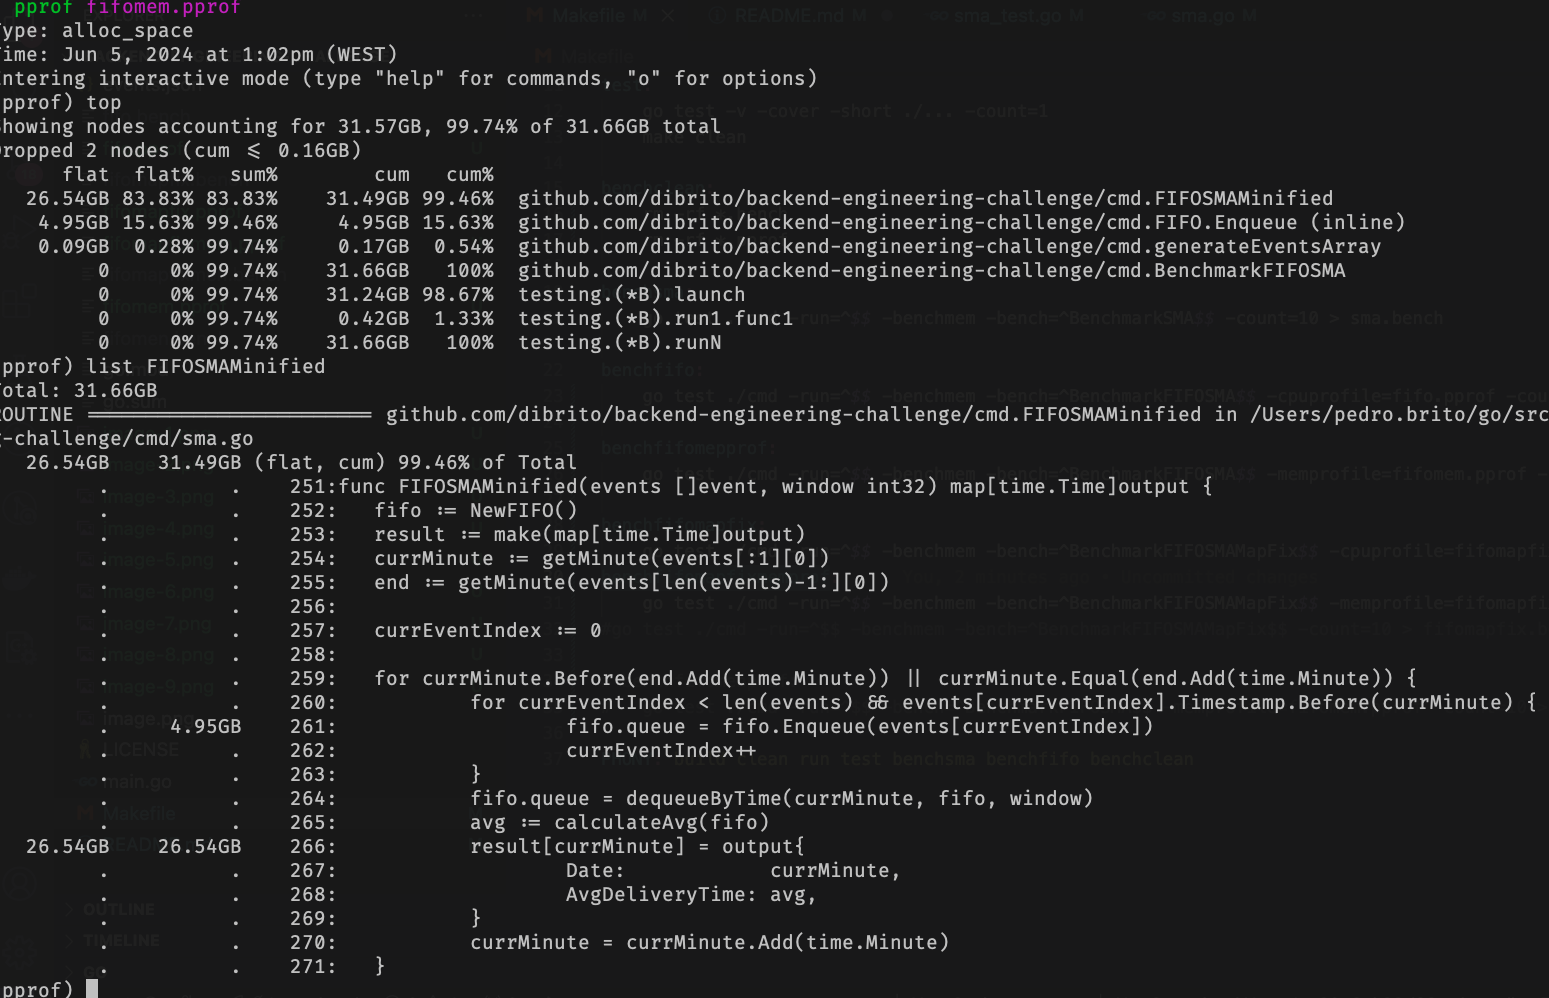 pprof fifomem.pprof
ype: alloc_space
ime: Jun 5, 2024 at 1:02pm (WEST)
ntering interactive mode (type "help" for commands, "o" for options)
pprof) top
howing nodes accounting for 31.57GB, 99.74% of 31.66GB total
ropped 2 nodes (cum <= 0.16GB)
flat flat% sum% cum cum%
26.54GB 83.83% 83.83% 31.49GB 99.46% github.com/dibrito/backend-engineering-challenge/cmd.FIFOSMAMinified
4.95GB 15.63% 99.46% 4.95GB 15.63% github.com/dibrito/backend-engineering-challenge/cmd.FIFO.Enqueue (inline)
0.09GB 0.28% 99.74% 0.17GB 0.54% github.com/dibrito/backend-engineering-challenge/cmd.generateEventsArray
0 0% 99.74% 31.66GB 100% github.com/dibrito/backend-engineering-challenge/cmd.BenchmarkFIFOSMA
0 0% 99.74% 31.24GB 98.67% testing.(*B).launch
0 0% 99.74% 0.42GB 1.33% testing.(*B).run1.func1
0 0% 99.74% 31.66GB 100% testing.(*B).runN
pprof) list FIFOSMAMinified
otal: 31.66GB
OUTINE ======================== github.com/dibrito/backend-engineering-challenge/cmd.FIFOSMAMinified in /Users/pedro.brito/go/src
g-challenge/cmd/sma.go
26.54GB 31.49GB (flat, cum) 99.46% of Total
. . 251:func FIFOSMAMinified(events []event, window int32) map[time.Time]output {
. . 252: fifo := NewFIFO()
. . 253: result := make(map[time.Time]output)
. . 254: currMinute := getMinute(events[:1][0])
. . 255: end := getMinute(events[len(events)-1:][0])
. . 256:
. . 257: currEventIndex := 0
. . 258:
. . 259: for currMinute.Before(end.Add(time.Minute)) || currMinute.Equal(end.Add(time.Minute)) {
. . 260: for currEventIndex < len(events) && events[currEventIndex].Timestamp.Before(currMinute) {
. 4.95GB 261: fifo.queue = fifo.Enqueue(events[currEventIndex])
. . 262: currEventIndex++
. . 263: }
. . 264: fifo.queue = dequeueByTime(currMinute, fifo, window)
. . 265: avg := calculateAvg(fifo)
26.54GB 26.54GB 266: result[currMinute] = output{
. . 267: Date: currMinute,
. . 268: AvgDeliveryTime: avg,
. . 269: }
. . 270: currMinute = currMinute.Add(time.Minute)
. . 271: }
pprof)